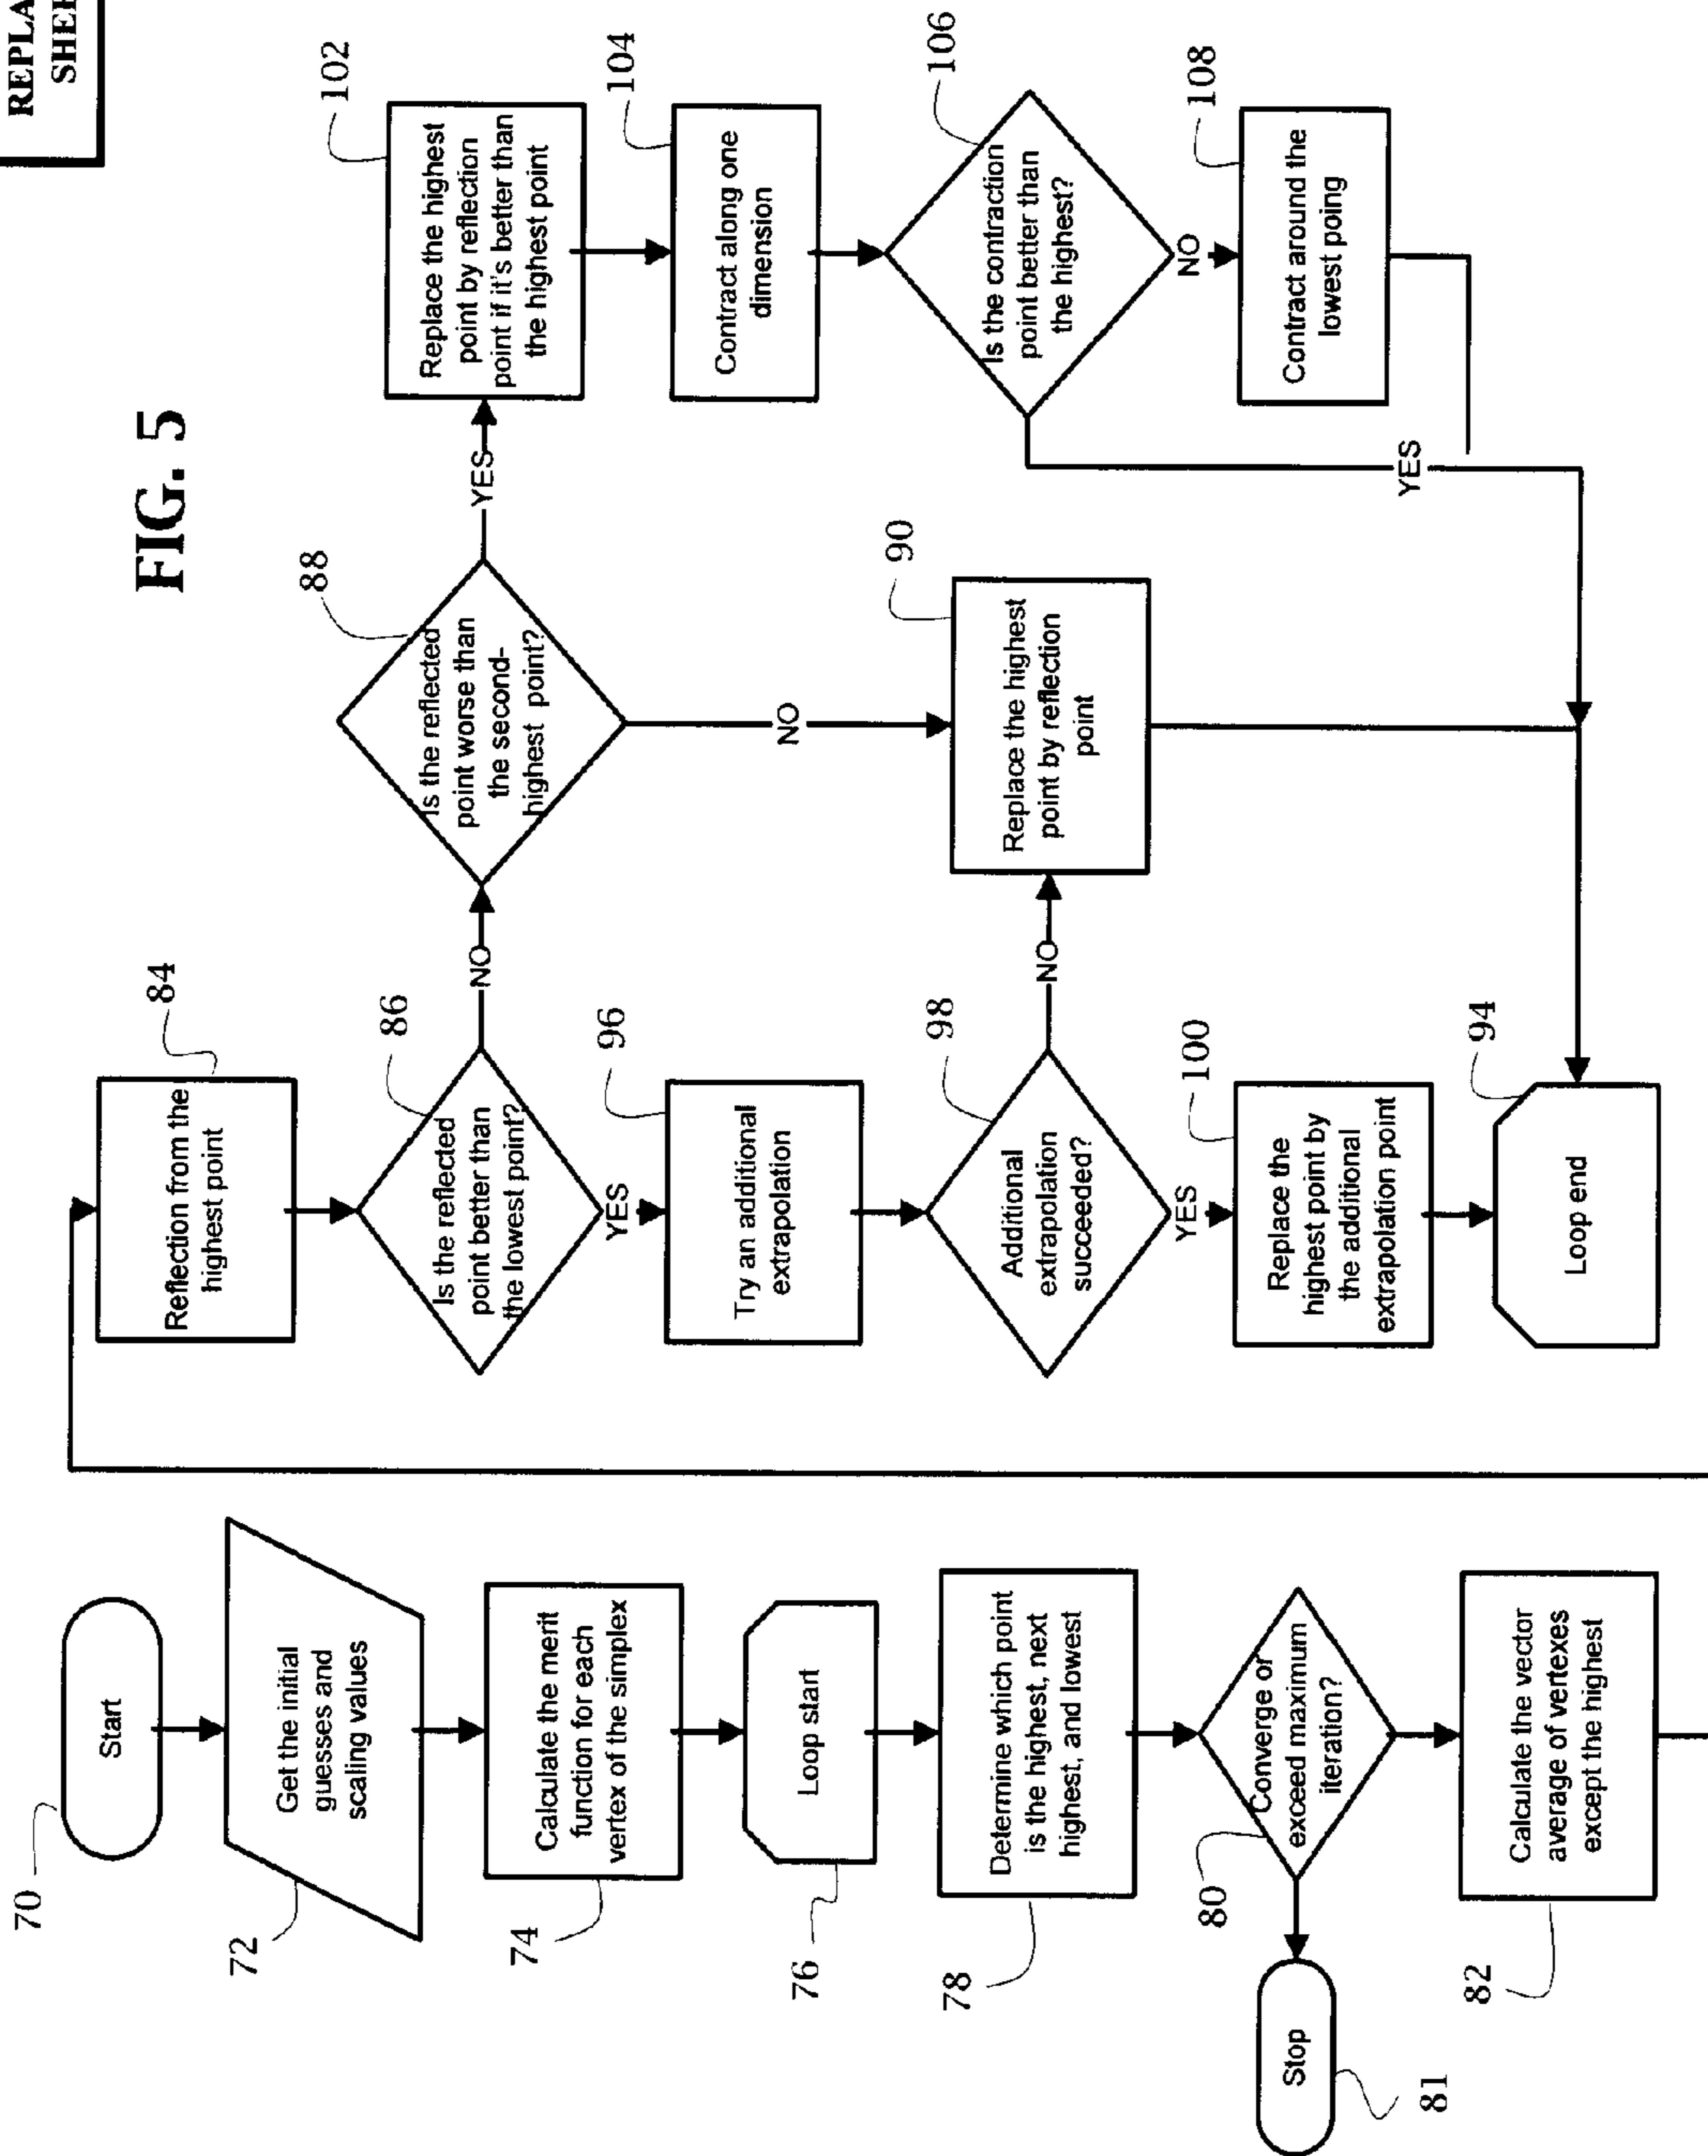 REPLA
SHE
FIG. 5
70
Start
72
Get the initial
guesses and
scaling values
74
Calculate the merit
function for each
vertex of the simplex
76
Loop start
78
Determine which point
is the highest, next
highest, and lowest
80
Converge or
exceed maximum
iteration?
Stop
81
82
Calculate the vector
average of vertexes
except the highest
84
Reflection from the
highest point
86
Is the reflected
point better than
the lowest point?
NO
YES
96
Try an additional
extrapolation
98
Additional
extrapolation
succeeded?
NO
YES
100
Replace the
highest point by
the additional
extrapolation point
94
Loop end
88
Is the reflected
point worse than
the second-
highest point?
YES
NO
90
Replace the highest
point by reflection
point
102
Replace the highest
point by reflection
point if it's better than
the highest point
104
Contract along one
dimension
106
Is the contraction
point better than
the highest?
NO
YES
108
Contract around the
lowest poing